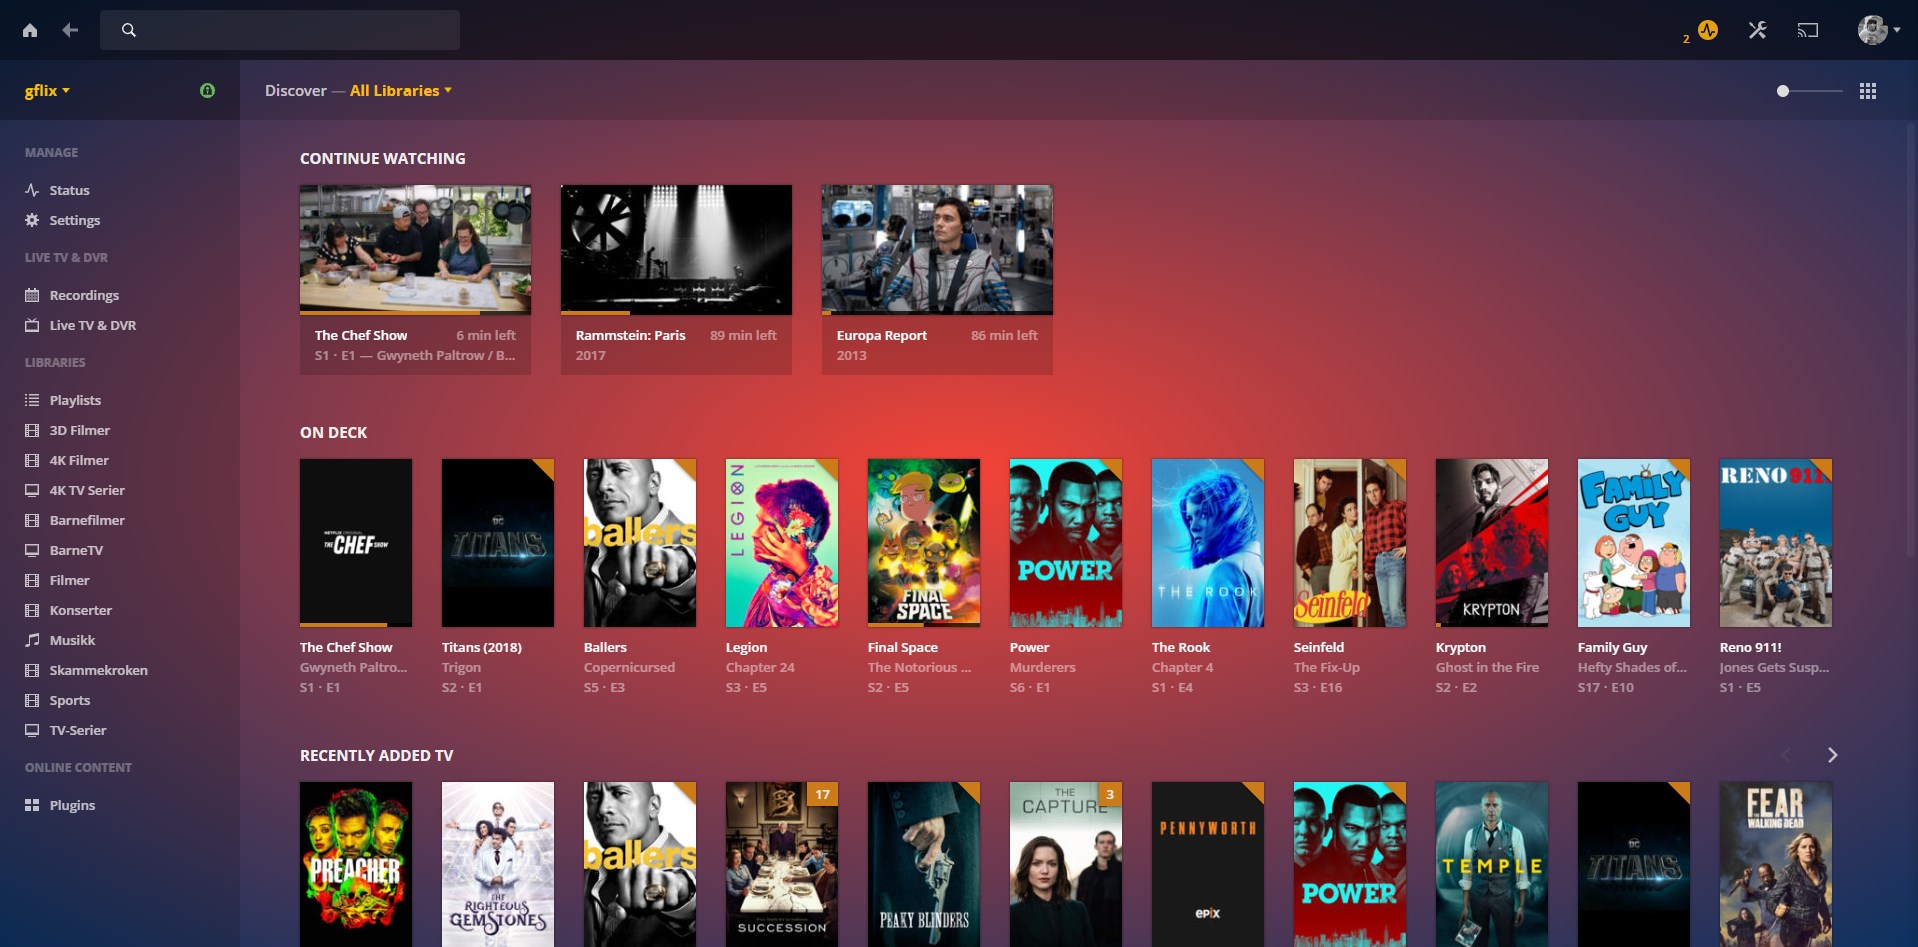 2
gflix
Discover — All Libraries
MANAGE
Status
Settings
LIVE TV & DVR
Recordings
Live TV & DVR
LIBRARIES
Playlists
3D Filmer
4K Filmer
4K TV Serier
Barnefilmer
BarneTV
Filmer
Konserter
Musikk
Skammekroken
Sports
TV-Serier
ONLINE CONTENT
Plugins
CONTINUE WATCHING
The Chef Show 6 min left
S1 · E1 — Gwyneth Paltrow / B...
Rammstein: Paris 89 min left
2017
Europa Report 86 min left
2013
ON DECK
THE CHEF SHOW
DC
TITANS
ballers
LEGION
FINAL
SPACE
POWER
THE ROOK
Seinfeld
KRYPTON
FAMILY
GUY
RENO 911!
The Chef Show
Gwyneth Paltro...
S1 · E1
Titans (2018)
Trigon
S2 · E1
Ballers
Copernicursed
S5 · E3
Legion
Chapter 24
S3 · E5
Final Space
The Notorious ...
S2 · E5
Power
Murderers
S6 · E1
The Rook
Chapter 4
S1 · E4
Seinfeld
The Fix-Up
S3 · E16
Krypton
Ghost in the Fire
S2 · E2
Family Guy
Hefty Shades of...
S17 · E10
Reno 911!
Jones Gets Susp...
S1 · E5
RECENTLY ADDED TV
PREACHER
THE
RIGHTEOUS
GEMSTONES
ballers
17
SUCCESSION
PEAKY BLINDERS
3
THE
CAPTURE
PENNYWORTH
epix
POWER
TEMPLE
DC
TITANS
FEAR
WALKING DEAD